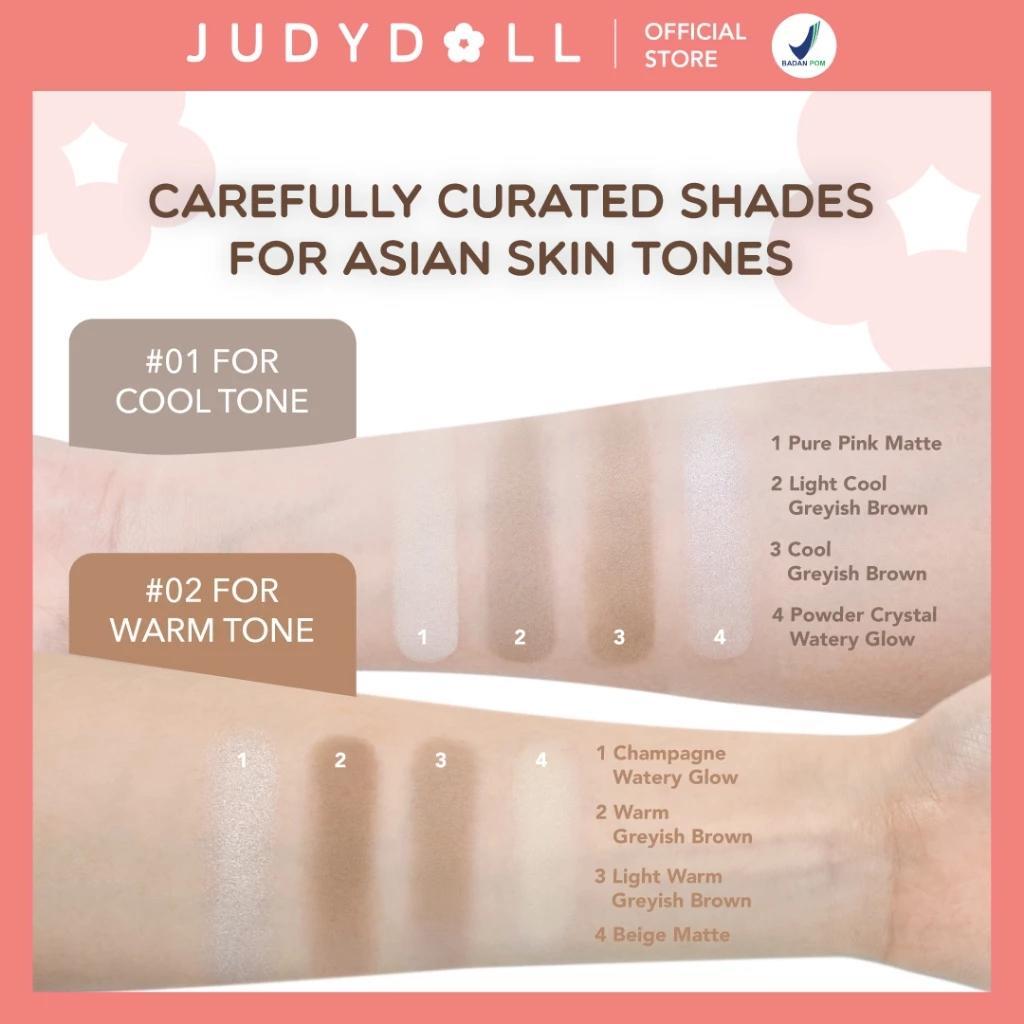 JUDYDOLL
OFFICIAL
STORE
BADAN POM
CAREFULLY CURATED SHADES
FOR ASIAN SKIN TONES
#01 FOR
COOL TONE
1
2
3
4
1 Pure Pink Matte
2 Light Cool
Greyish Brown
3 Cool
Greyish Brown
4 Powder Crystal
Watery Glow
#02 FOR
WARM TONE
1
2
3
4
1 Champagne
Watery Glow
2 Warm
Greyish Brown
3 Light Warm
Greyish Brown
4 Beige Matte